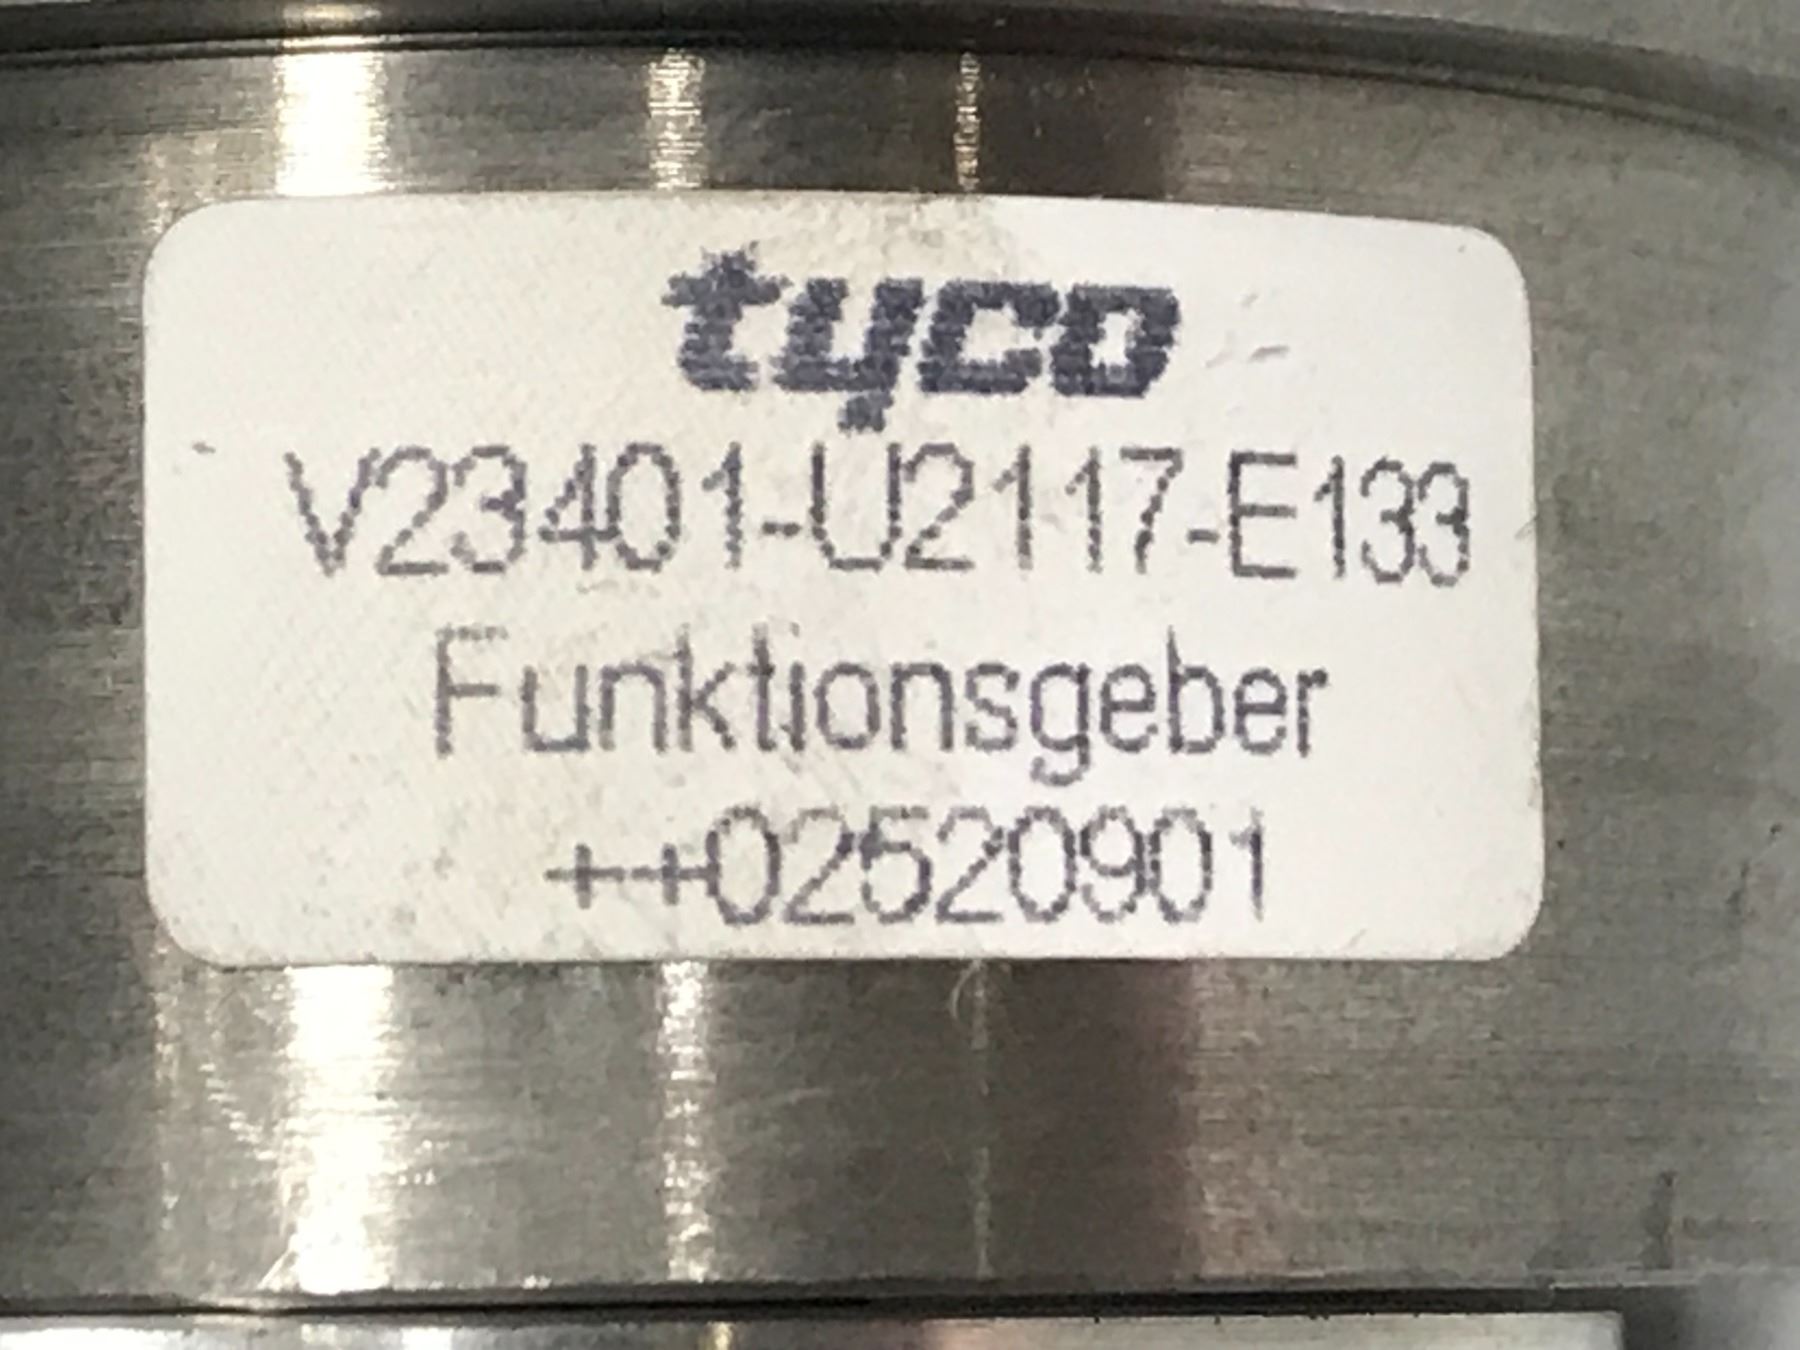 tyco
V23401-U2117-E133
Funktionsgeber
++02520901